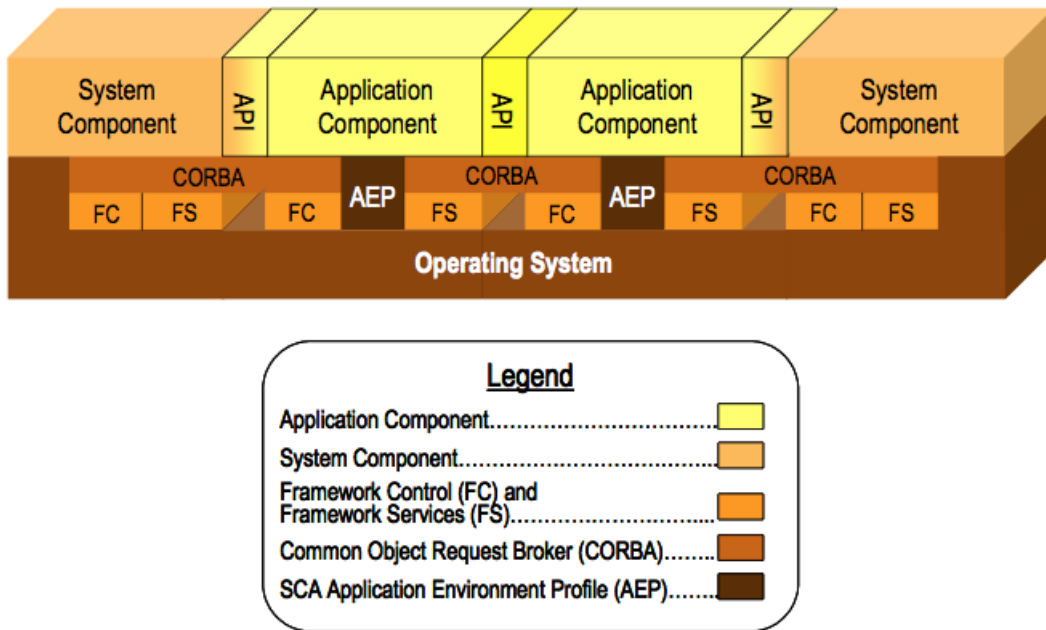 System
Component
API
Application
Component
API
Application
Component
API
System
Component
CORBA
AEP
CORBA
AEP
CORBA
FC
FS
FC
FS
FC
FS
FC
FS
Operating System
Legend
Application Component……………………………….
System Component…………………………………...
Framework Control (FC) and
Framework Services (FS)………………………....
Common Object Request Broker (CORBA)……..
SCA Application Environment Profile (AEP)……..